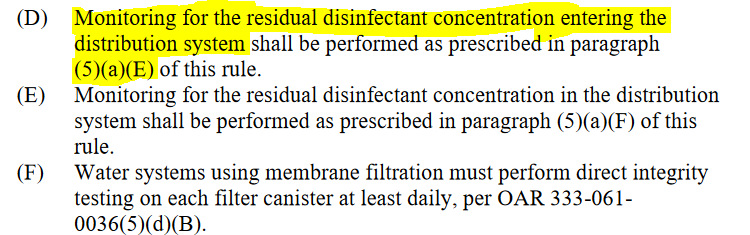 (D) Monitoring for the residual disinfectant concentration entering the
distribution system shall be performed as prescribed in paragraph
(5)(a)(E) of this rule.
(E) Monitoring for the residual disinfectant concentration in the distribution
system shall be performed as prescribed in paragraph (5)(a)(F) of this
rule.
(F) Water systems using membrane filtration must perform direct integrity
testing on each filter canister at least daily, per OAR 333-061-
0036(5)(d)(B).